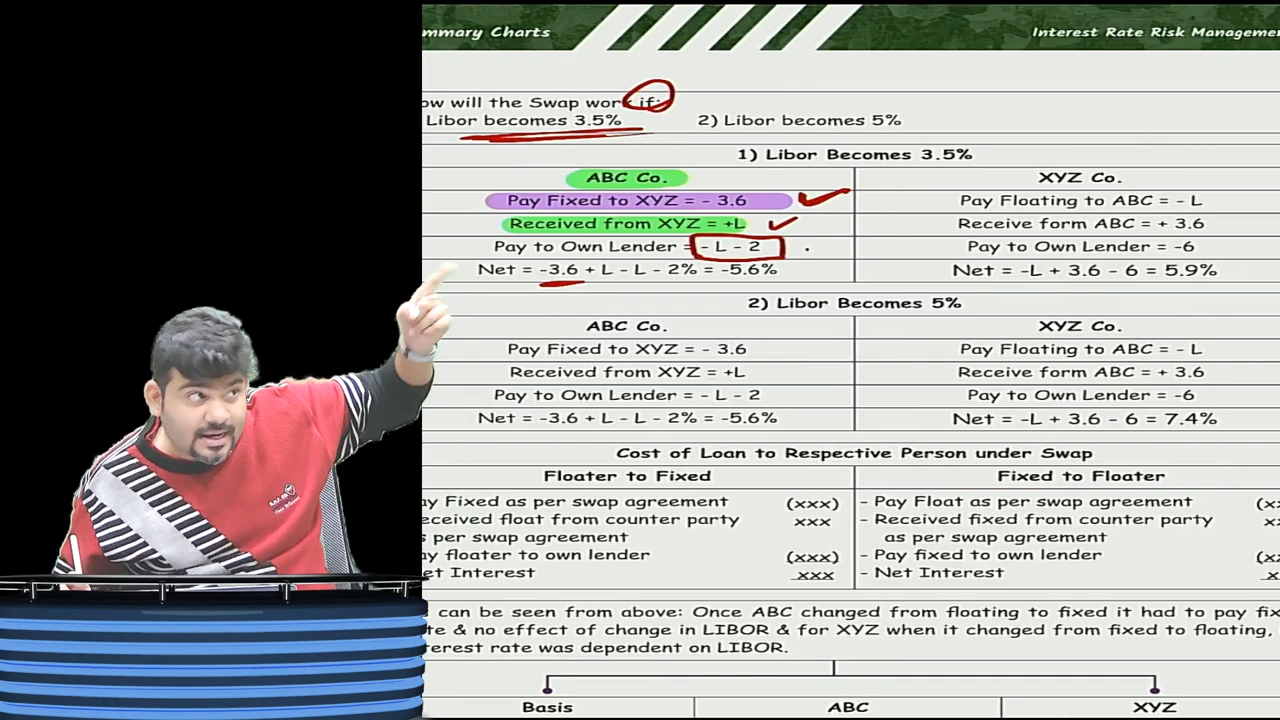 mmary Charts
Interest Rate Risk Managemen
ow will the Swap work if:
Libor becomes 3.5% 2) Libor becomes 5%
1) Libor Becomes 3.5%
ABC Co. XYZ Co.
Pay Fixed to XYZ = - 3.6 Pay Floating to ABC = - L
Received from XYZ = +L Receive form ABC = + 3.6
Pay to Own Lender = - L - 2 Pay to Own Lender = -6
Net = -3.6 + L - L - 2% = -5.6% Net = -L + 3.6 - 6 = 5.9%
2) Libor Becomes 5%
ABC Co. XYZ Co.
Pay Fixed to XYZ = - 3.6 Pay Floating to ABC = - L
Received from XYZ = +L Receive form ABC = + 3.6
Pay to Own Lender = - L - 2 Pay to Own Lender = -6
Net = -3.6 + L - L - 2% = -5.6% Net = -L + 3.6 - 6 = 7.4%
Cost of Loan to Respective Person under Swap
Floater to Fixed Fixed to Floater
ay Fixed as per swap agreement (xxx) - Pay Float as per swap agreement (x
eceived float from counter party xxx - Received fixed from counter party x
s per swap agreement as per swap agreement
ay floater to own lender (xxx) - Pay fixed to own lender (xx
et Interest xxx - Net Interest x
can be seen from above: Once ABC changed from floating to fixed it had to pay fix
te & no effect of change in LIBOR & for XYZ when it changed from fixed to floating,
terest rate was dependent on LIBOR.
Basis ABC XYZ